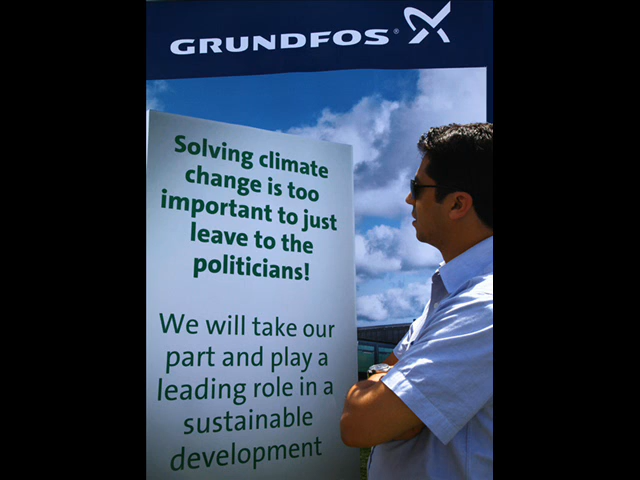 GRUNDFOS
Solving climate
change is too
important to just
leave to the
politicians!
We will take our
part and play a
leading role in a
sustainable
development